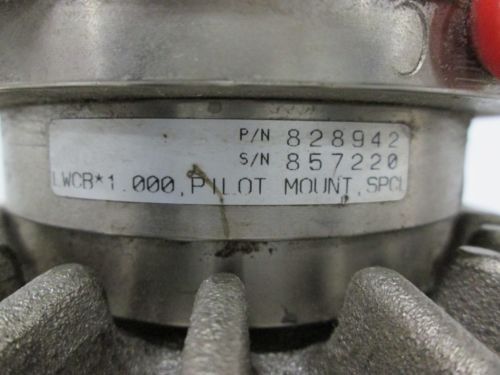 P/N 828942
S/N 857220
LWCB*1.000,PILOT MOUNT,SPCL